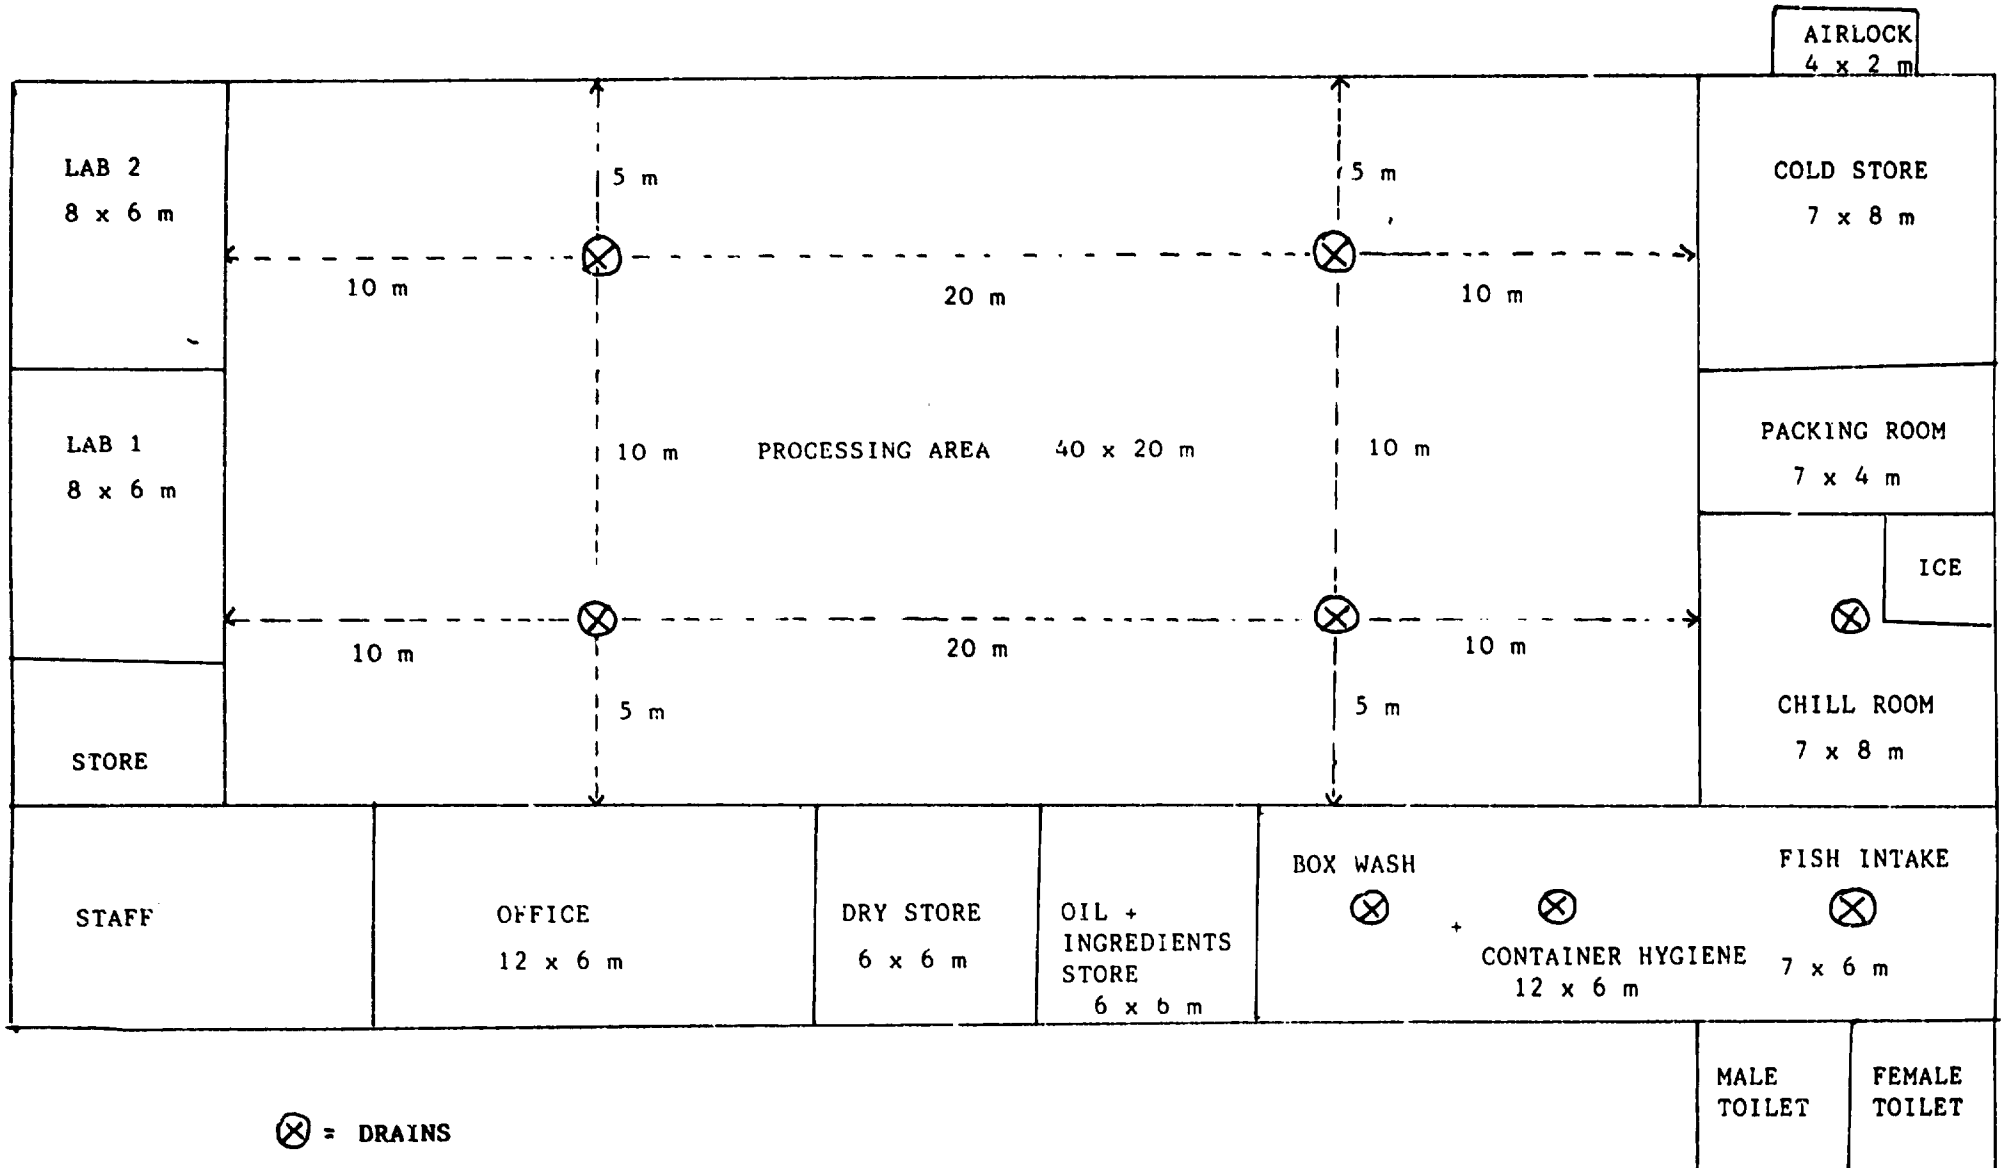 AIRLOCK
4 x 2 m
LAB 2
8 x 6 m
5 m
5 m
COLD STORE
7 x 8 m
10 m
20 m
10 m
LAB 1
8 x 6 m
10 m
PROCESSING AREA 40 x 20 m
10 m
PACKING ROOM
7 x 4 m
ICE
10 m
20 m
10 m
5 m
5 m
CHILL ROOM
7 x 8 m
STORE
STAFF
OFFICE
12 x 6 m
DRY STORE
6 x 6 m
OIL +
INGREDIENTS
STORE
6 x 6 m
BOX WASH
+
CONTAINER HYGIENE
12 x 6 m
FISH INTAKE
7 x 6 m
MALE
TOILET
FEMALE
TOILET
= DRAINS